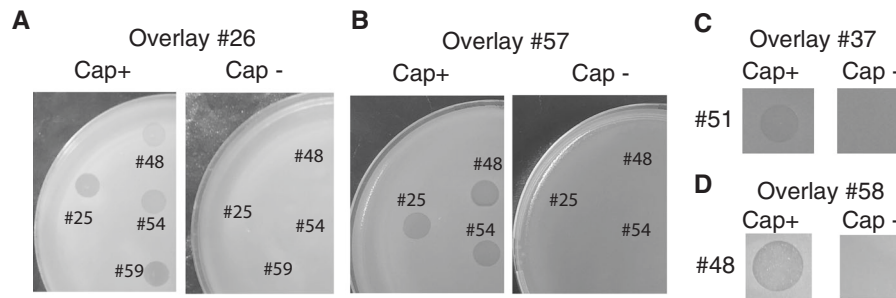 A
Overlay #26
Cap+
Cap -
#48
#25
#54
#59
#48
#25
#54
#59
B
Overlay #57
Cap+
Cap -
#48
#25
#54
#48
#25
#54
C
Overlay #37
Cap+
Cap -
#51
D
Overlay #58
Cap+
Cap -
#48